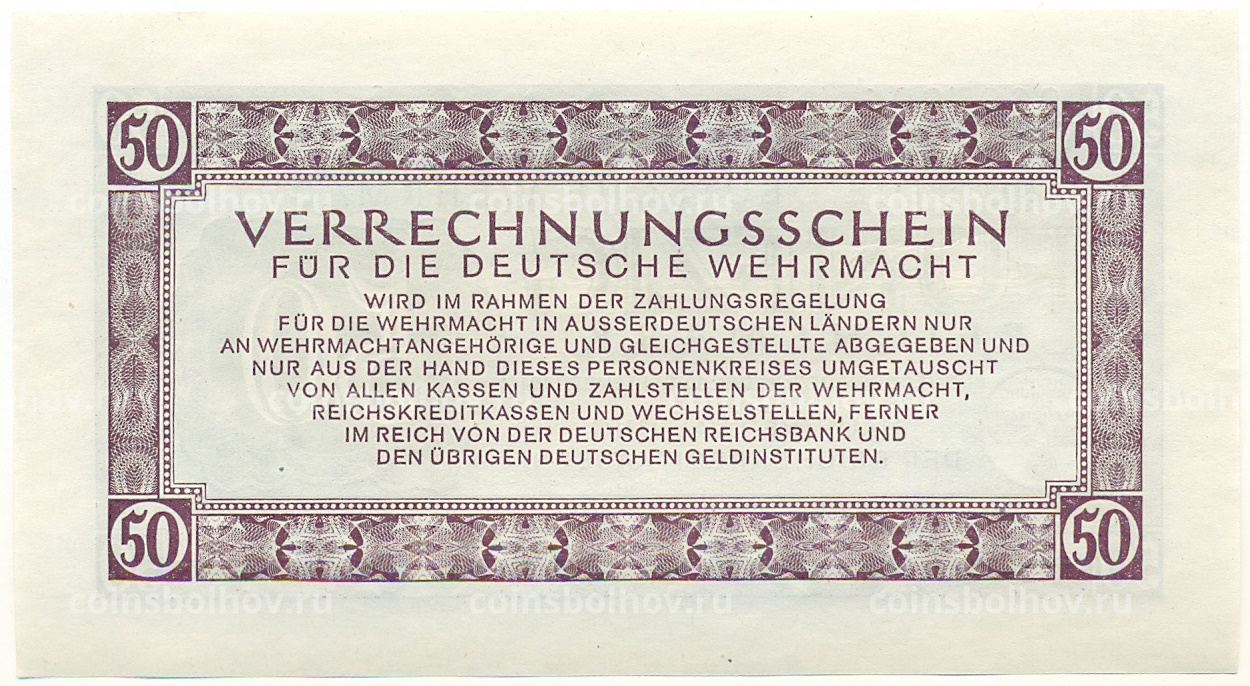 50 50
VERRECHNUNGSSCHEIN
FÜR DIE DEUTSCHE WEHRMACHT
WIRD IM RAHMEN DER ZAHLUNGSREGELUNG
FÜR DIE WEHRMACHT IN AUSSERDEUTSCHEN LÄNDERN NUR
AN WEHRMACHTANGEHÖRIGE UND GLEICHGESTELLTE ABGEGEBEN UND
NUR AUS DER HAND DIESES PERSONENKREISES UMGETAUSCHT
VON ALLEN KASSEN UND ZAHLSTELLEN DER WEHRMACHT,
REICHSKREDITKASSEN UND WECHSELSTELLEN, FERNER
IM REICH VON DER DEUTSCHEN REICHSBANK UND
DEN ÜBRIGEN DEUTSCHEN GELDINSTITUTEN.
50 50
coinsbolhov.ru coinsbolhov.ru coinsbolhov.ru